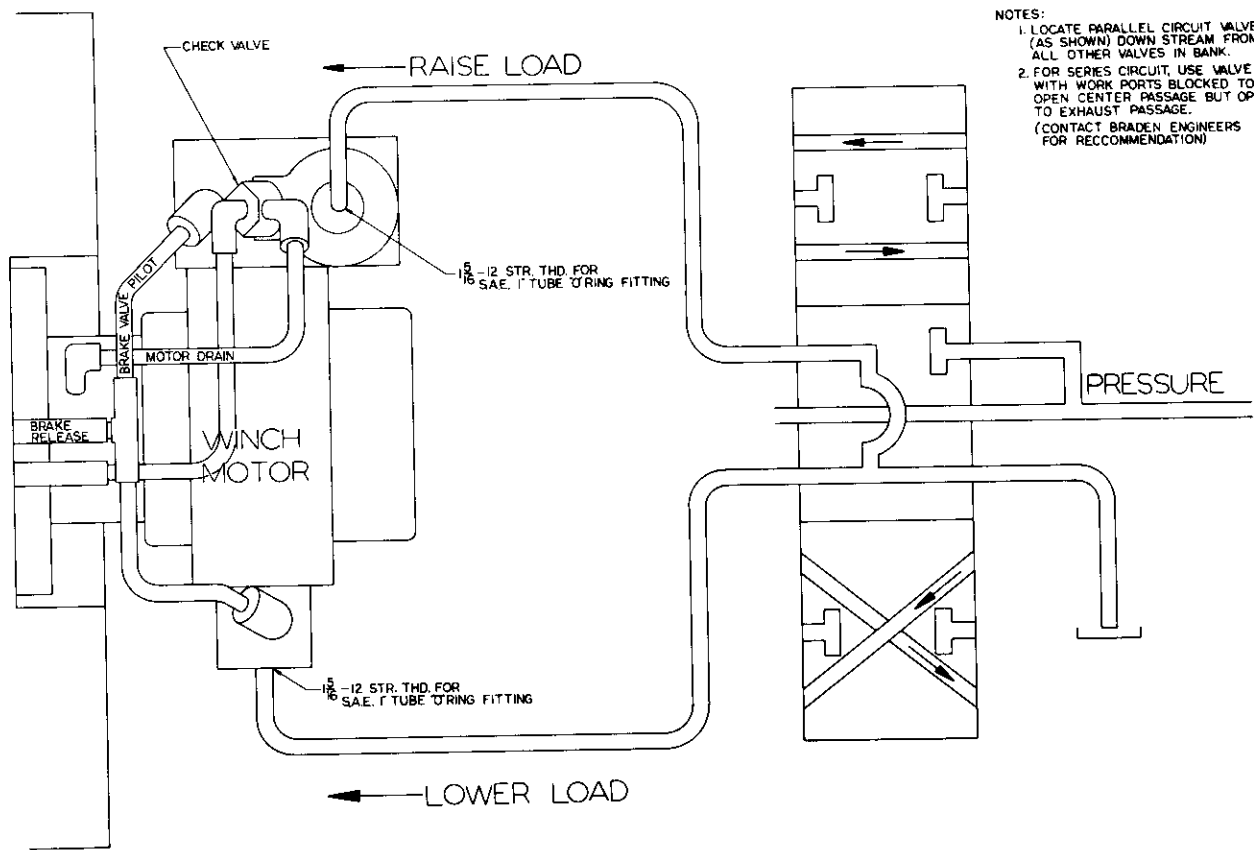 NOTES:
1. LOCATE PARALLEL CIRCUIT VALVE
(AS SHOWN) DOWN STREAM FROM
ALL OTHER VALVES IN BANK.
2. FOR SERIES CIRCUIT, USE VALVE
WITH WORK PORTS BLOCKED TO
OPEN CENTER PASSAGE BUT OP
TO EXHAUST PASSAGE.
(CONTACT BRADEN ENGINEERS
FOR RECCOMMENDATION)
CHECK VALVE
RAISE LOAD
1 5/16 -12 STR. THD. FOR
S.A.E. 1" TUBE O'RING FITTING
BRAKE VALVE PILOT
MOTOR DRAIN
PRESSURE
BRAKE
RELEASE
WINCH
MOTOR
1 5/16 -12 STR. THD. FOR
S.A.E. 1" TUBE O'RING FITTING
LOWER LOAD